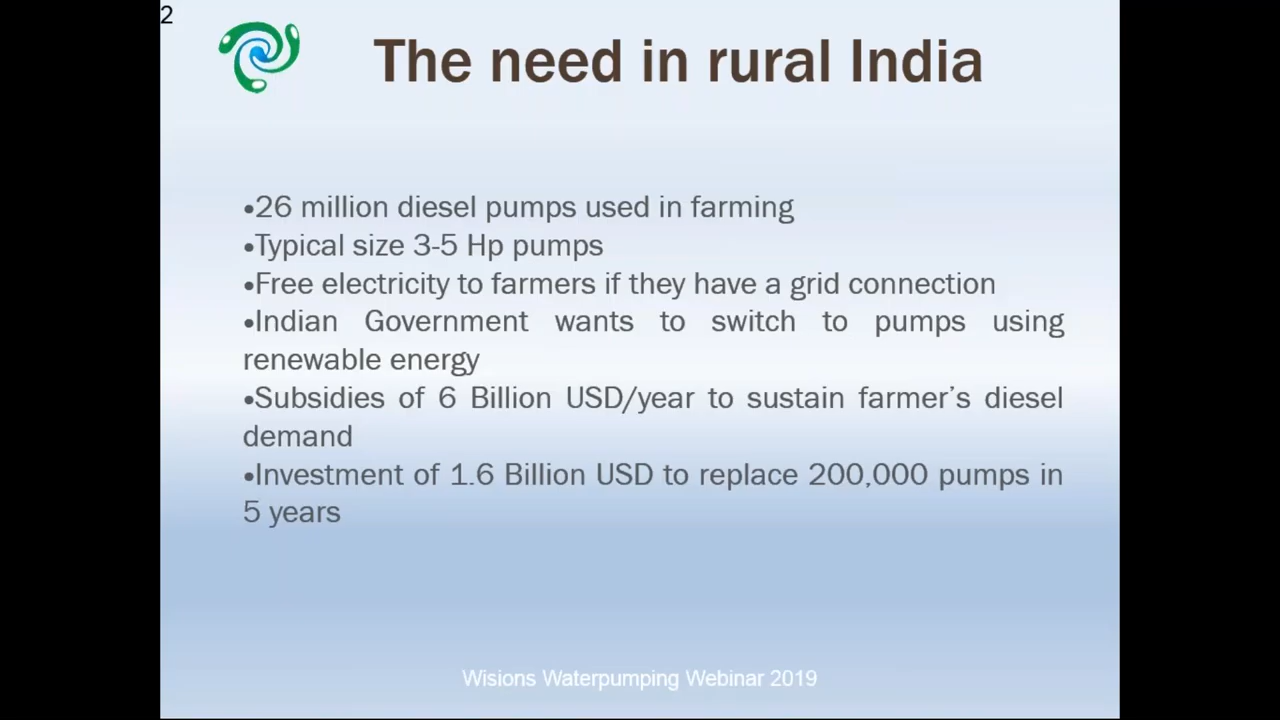 2
The need in rural India
•26 million diesel pumps used in farming
•Typical size 3-5 Hp pumps
•Free electricity to farmers if they have a grid connection
•Indian Government wants to switch to pumps using
renewable energy
•Subsidies of 6 Billion USD/year to sustain farmer’s diesel
demand
•Investment of 1.6 Billion USD to replace 200,000 pumps in
5 years
Wisions Waterpumping Webinar 2019